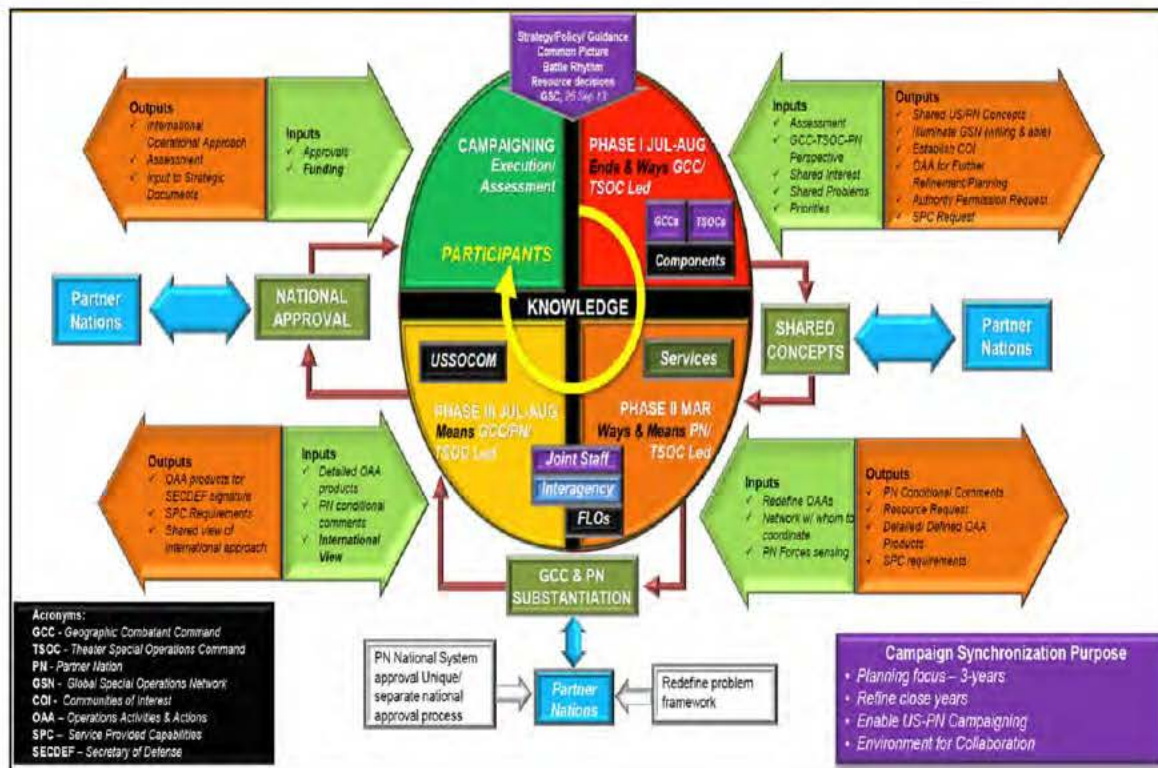 Strategy/Policy/ Guidance
Common Picture
Battle Rhythm
Resource decisions
GSC, 25 Sep 13
Outputs
✓ International
Operational Approach
✓ Assessment
✓ Input to Strategic
Documents
Inputs
✓ Approvals
✓ Funding
CAMPAIGNING
Execution/
Assessment
PARTICIPANTS
PHASE I JUL-AUG
Ends & Ways GCC/
TSOC Led
GCCs
TSOCs
Components
Inputs
✓ Assessment
✓ GCC-TSOC-PN
Perspective
✓ Shared Interest
✓ Shared Problems
✓ Priorities
Outputs
✓ Shared US/PN Concepts
✓ Illuminate GSN (willing & able)
✓ Establish COI
✓ OAA for Further
Refinement/Planning
✓ Authority Permission Request
✓ SPC Request
Partner
Nations
NATIONAL
APPROVAL
KNOWLEDGE
SHARED
CONCEPTS
Partner
Nations
USSOCOM
PHASE III JUL-AUG
Means GCC/PN/
TSOC Led
Services
PHASE II MAR
Ways & Means PN/
TSOC Led
Joint Staff
Interagency
FLOs
Outputs
✓ OAA products for
SECDEF signature
✓ SPC Requirements
✓ Shared view of
international approach
Inputs
✓ Detailed OAA
products
✓ PN conditional
comments
✓ International
View
Inputs
✓ Redefine OAAs
✓ Network w/ whom to
coordinate
✓ PN Forces sensing
Outputs
✓ PN Conditional Comments
✓ Resource Request
✓ Detailed/ Defined OAA
Products
✓ SPC requirements
GCC & PN
SUBSTANTIATION
PN National System
approval Unique/
separate national
approval process
Partner
Nations
Redefine problem
framework
Acronyms:
GCC - Geographic Combatant Command
TSOC - Theater Special Operations Command
PN - Partner Nation
GSN - Global Special Operations Network
COI - Communities of Interest
OAA – Operations Activities & Actions
SPC – Service Provided Capabilities
SECDEF – Secretary of Defense
Campaign Synchronization Purpose
• Planning focus – 3-years
• Refine close years
• Enable US-PN Campaigning
• Environment for Collaboration